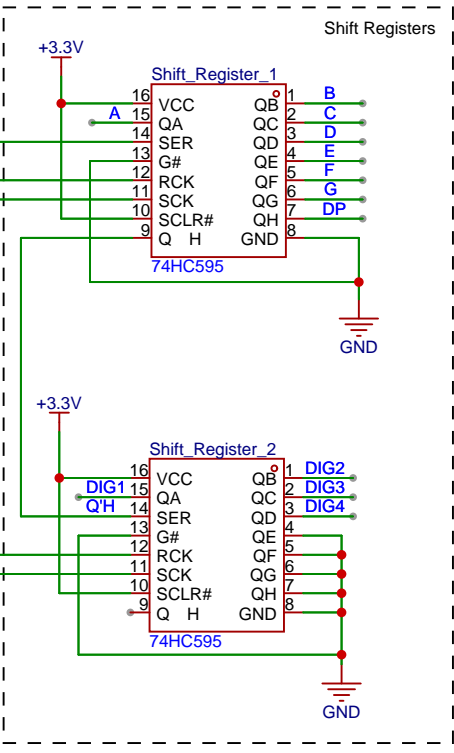 Shift Registers
+3.3V
Shift_Register_1
16 VCC QB 1 B
A 15 QA QC 2 C
14 SER QD 3 D
13 G# QE 4 E
12 RCK QF 5 F
11 SCK QG 6 G
10 SCLR# QH 7 DP
9 Q H GND 8
74HC595
GND
+3.3V
Shift_Register_2
16 VCC QB 1 DIG2
DIG1 15 QA QC 2 DIG3
Q'H 14 SER QD 3 DIG4
13 G# QE 4
12 RCK QF 5
11 SCK QG 6
10 SCLR# QH 7
9 Q H GND 8
74HC595
GND